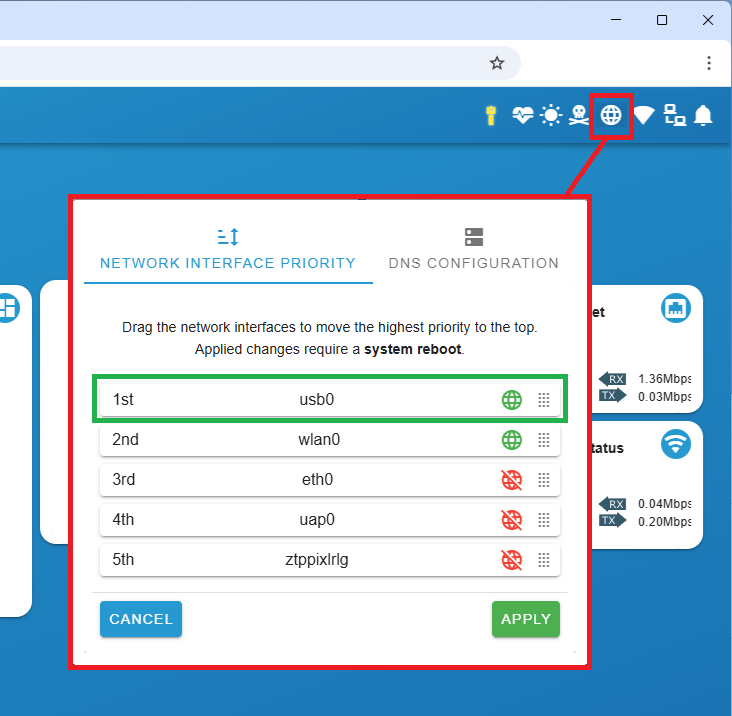 NETWORK INTERFACE PRIORITY
DNS CONFIGURATION
Drag the network interfaces to move the highest priority to the top.
Applied changes require a system reboot.
1st usb0
2nd wlan0
3rd eth0
4th uap0
5th ztppixlrlg
CANCEL
APPLY
et
RX 1.36Mbps
TX 0.03Mbps
tatus
RX 0.04Mbps
TX 0.20Mbps